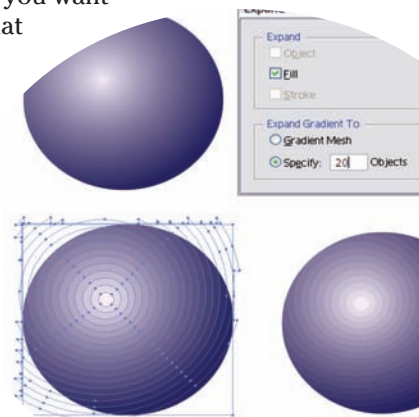 you want
at
Expand
Object
Fill
Stroke
Expand Gradient To
Gradient Mesh
Specify: 20 Objects